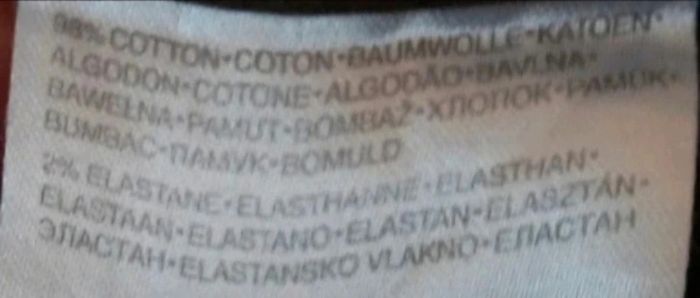 98% COTTON•COTON•BAUMWOLLE•KATOEN•
ALGODON•COTONE•ALGODÃO•BAVLNA•
BAWEŁNA•PAMUT•BOMBAŽ•ХЛОПОК•PAMUK•
BUMBAC•ПАМУК•BOMULD
2% ELASTANE•ELASTHANNE•ELASTHAN•
ELASTAAN•ELASTANO•ELASTAN•ELASZTÁN•
ЭЛАСТАН•ELASTANSKO VLAKNO•ЕЛАСТАН